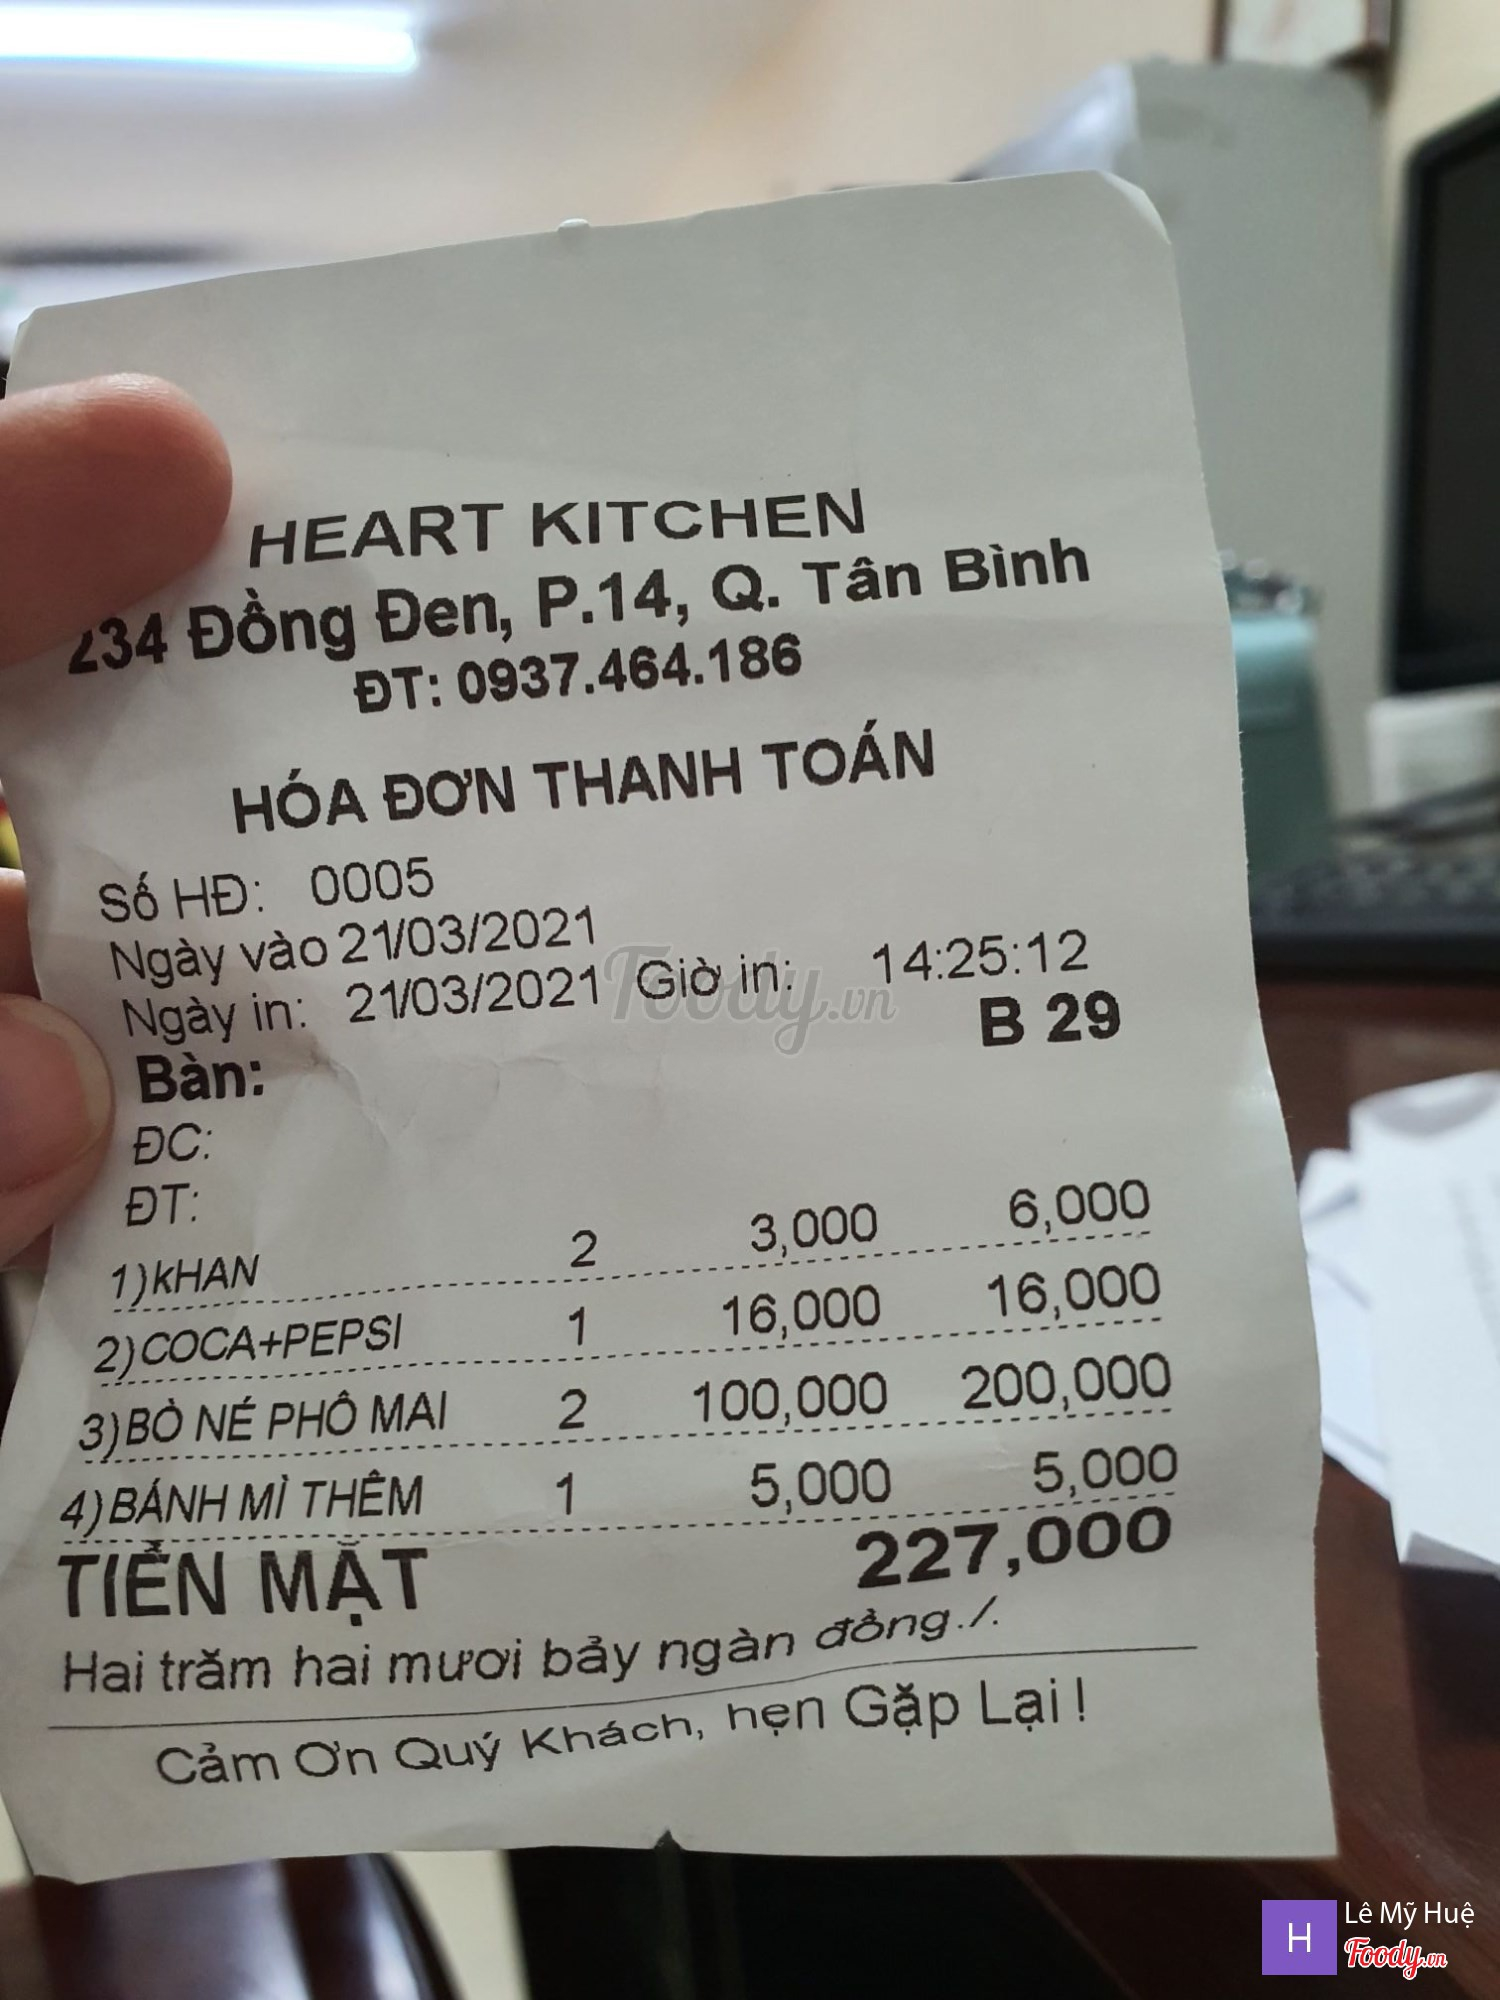 HEART KITCHEN
234 Đồng Đen, P.14, Q. Tân Bình
ĐT: 0937.464.186
HÓA ĐƠN THANH TOÁN
Số HĐ: 0005
Ngày vào 21/03/2021
Ngày in: 21/03/2021 Giờ in: 14:25:12
Bàn: B 29
ĐC:
ĐT:
1)KHAN 2 3,000 6,000
2)COCA+PEPSI 1 16,000 16,000
3)BÒ NÉ PHÔ MAI 2 100,000 200,000
4)BÁNH MÌ THÊM 1 5,000 5,000
TIỀN MẶT 227,000
Hai trăm hai mươi bảy ngàn đồng./.
Cảm Ơn Quý Khách, hẹn Gặp Lại !
Foody.vn
H Lê Mỹ Huệ
Foody.vn